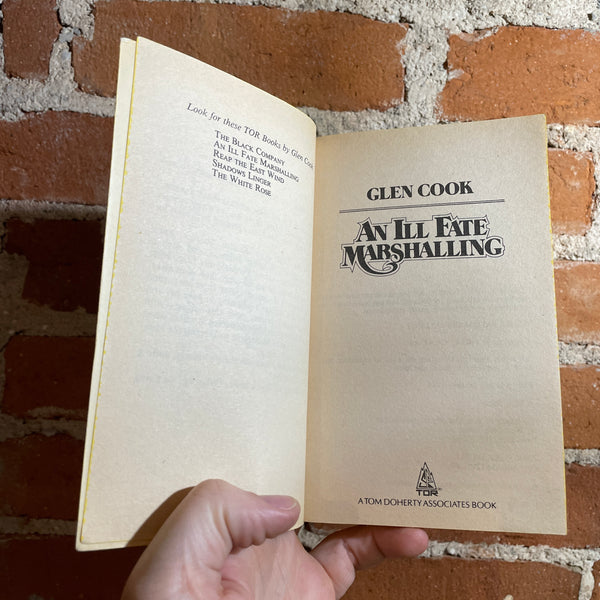 Look for these TOR Books by Glen Cook
THE BLACK COMPANY
AN ILL FATE MARSHALLING
REAP THE EAST WIND
SHADOWS LINGER
THE WHITE ROSE
GLEN COOK
AN ILL FATE
MARSHALLING
TOR
A TOM DOHERTY ASSOCIATES BOOK